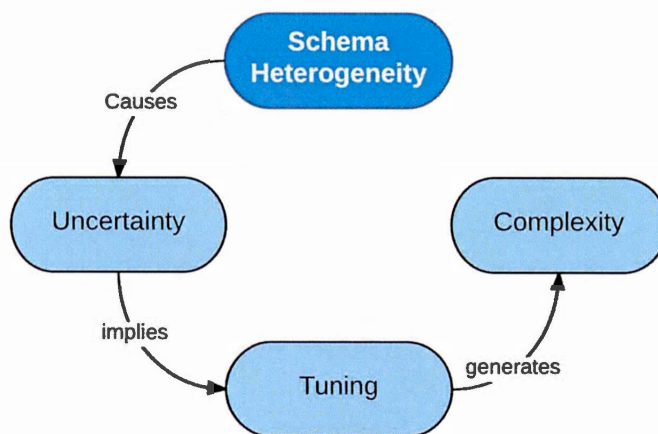 Schema
Heterogeneity
Causes
Uncertainty
Complexity
implies
generates
Tuning